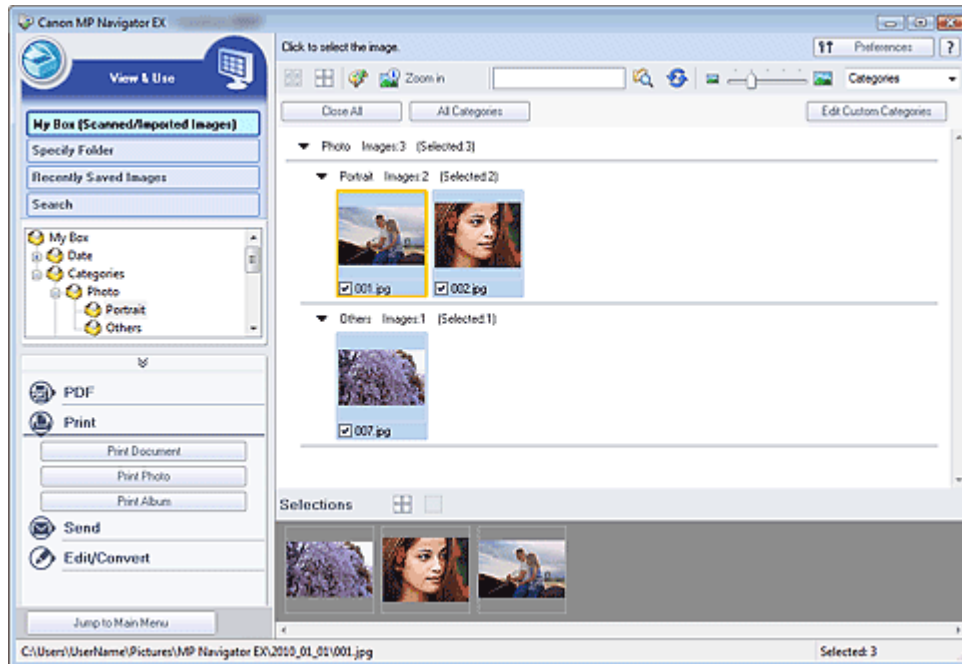 Canon MP Navigator EX
Click to select the image.
Preferences
?
View & Use
Zoom in
Categories
Close All
All Categories
Edit Custom Categories
My Box (Scanned/Imported Images)
Specify Folder
Recently Saved Images
Search
Photo Images:3 (Selected:3)
Portrait Images:2 (Selected:2)
001.jpg
002.jpg
My Box
Date
Categories
Photo
Portrait
Others
Others Images:1 (Selected:1)
007.jpg
PDF
Print
Print Document
Print Photo
Print Album
Send
Edit/Convert
Selections
Jump to Main Menu
C:\Users\UserName\Pictures\MP Navigator EX\2010_01_01\001.jpg
Selected: 3